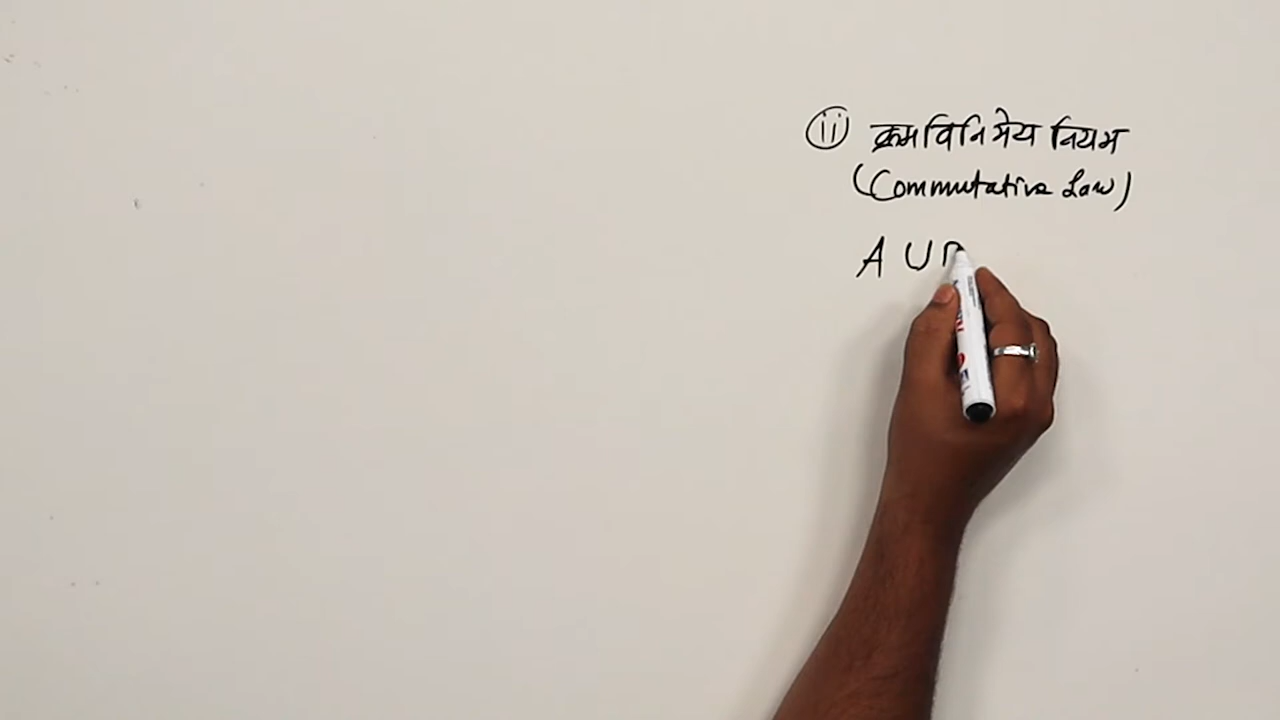 (ii) क्रमविनिमेय नियम
(Commutative Law)
A ∪